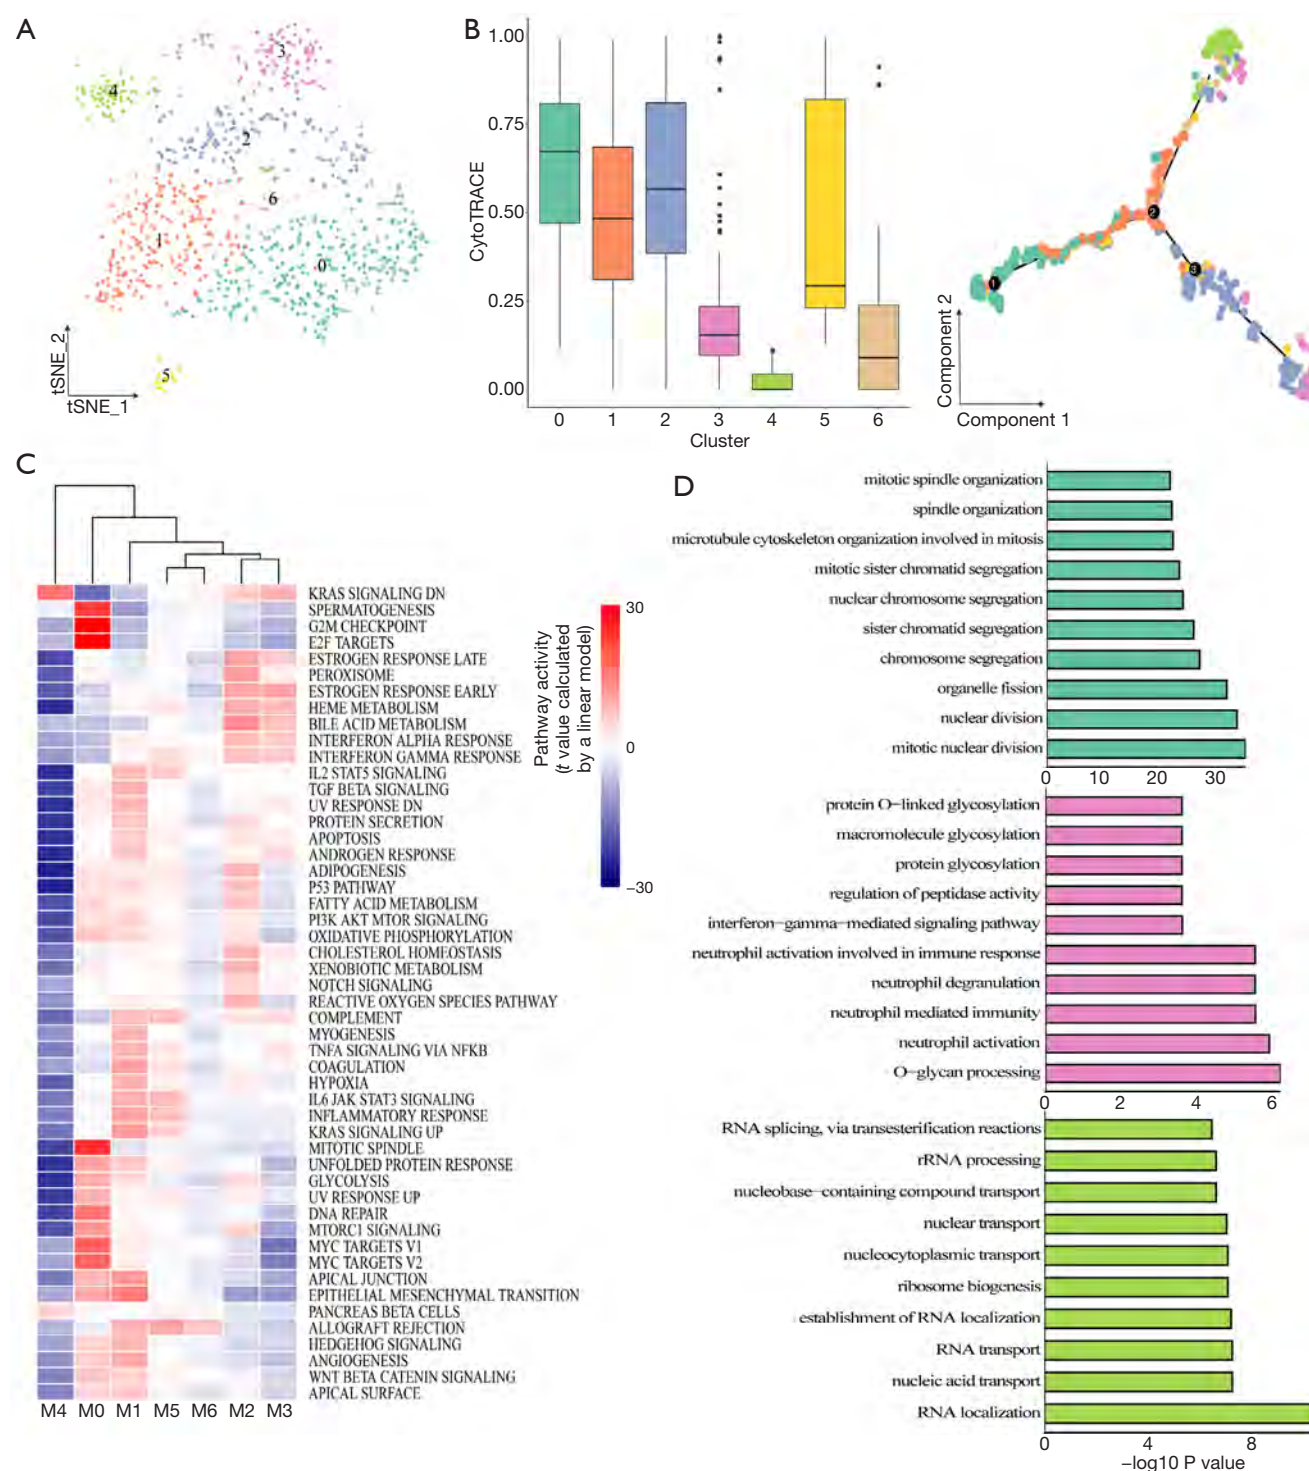 A
3
4
2
6
1
0
5
tSNE_2
tSNE_1
B
1.00
0.75
0.50
0.25
0.00
CytoTRACE
0 1 2 3 4 5 6
Cluster
2
1
3
Component 2
Component 1
C
KRAS SIGNALING DN
SPERMATOGENESIS
G2M CHECKPOINT
E2F TARGETS
ESTROGEN RESPONSE LATE
PEROXISOME
ESTROGEN RESPONSE EARLY
HEME METABOLISM
BILE ACID METABOLISM
INTERFERON ALPHA RESPONSE
INTERFERON GAMMA RESPONSE
IL2 STAT5 SIGNALING
TGF BETA SIGNALING
UV RESPONSE DN
PROTEIN SECRETION
APOPTOSIS
ANDROGEN RESPONSE
ADIPOGENESIS
P53 PATHWAY
FATTY ACID METABOLISM
PI3K AKT MTOR SIGNALING
OXIDATIVE PHOSPHORYLATION
CHOLESTEROL HOMEOSTASIS
XENOBIOTIC METABOLISM
NOTCH SIGNALING
REACTIVE OXYGEN SPECIES PATHWAY
COMPLEMENT
MYOGENESIS
TNFA SIGNALING VIA NFKB
COAGULATION
HYPOXIA
IL6 JAK STAT3 SIGNALING
INFLAMMATORY RESPONSE
KRAS SIGNALING UP
MITOTIC SPINDLE
UNFOLDED PROTEIN RESPONSE
GLYCOLYSIS
UV RESPONSE UP
DNA REPAIR
MTORC1 SIGNALING
MYC TARGETS V1
MYC TARGETS V2
APICAL JUNCTION
EPITHELIAL MESENCHYMAL TRANSITION
PANCREAS BETA CELLS
ALLOGRAFT REJECTION
HEDGEHOG SIGNALING
ANGIOGENESIS
WNT BETA CATENIN SIGNALING
APICAL SURFACE
M4 M0 M1 M5 M6 M2 M3
Pathway activity
(t value calculated
by a linear model)
30
0
−30
D
mitotic spindle organization
spindle organization
microtubule cytoskeleton organization involved in mitosis
mitotic sister chromatid segregation
nuclear chromosome segregation
sister chromatid segregation
chromosome segregation
organelle fission
nuclear division
mitotic nuclear division
0 10 20 30
protein O−linked glycosylation
macromolecule glycosylation
protein glycosylation
regulation of peptidase activity
interferon−gamma−mediated signaling pathway
neutrophil activation involved in immune response
neutrophil degranulation
neutrophil mediated immunity
neutrophil activation
O−glycan processing
0 2 4 6
RNA splicing, via transesterification reactions
rRNA processing
nucleobase−containing compound transport
nuclear transport
nucleocytoplasmic transport
ribosome biogenesis
establishment of RNA localization
RNA transport
nucleic acid transport
RNA localization
0 4 8
−log10 P value